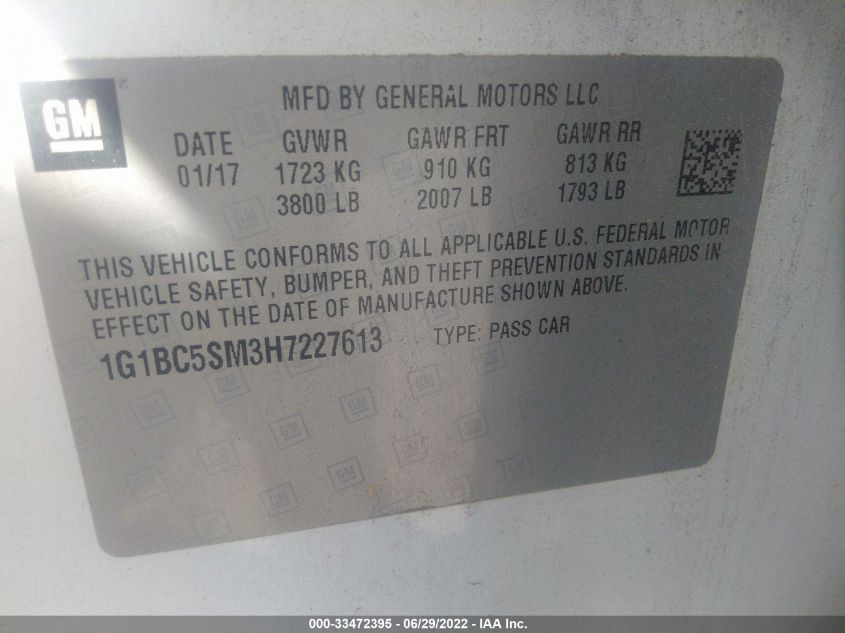 GM
MFD BY GENERAL MOTORS LLC
DATE GVWR GAWR FRT GAWR RR
01/17 1723 KG 910 KG 813 KG
3800 LB 2007 LB 1793 LB
THIS VEHICLE CONFORMS TO ALL APPLICABLE U.S. FEDERAL MOTOR
VEHICLE SAFETY, BUMPER, AND THEFT PREVENTION STANDARDS IN
EFFECT ON THE DATE OF MANUFACTURE SHOWN ABOVE.
1G1BC5SM3H7227613 TYPE: PASS CAR
000-33472395 - 06/29/2022 - IAA Inc.